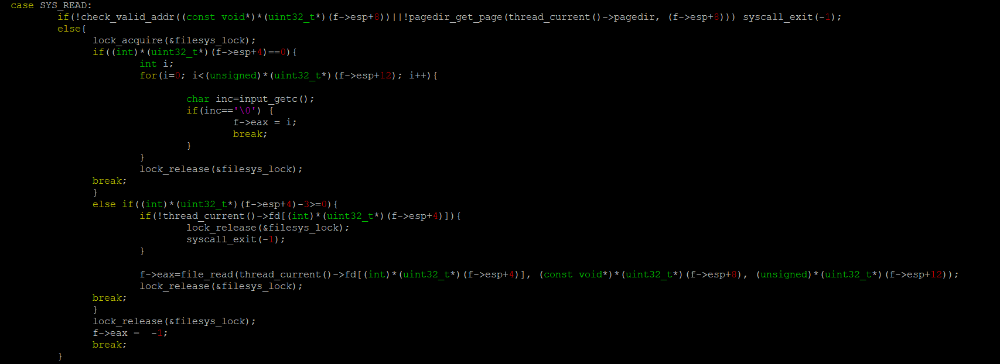 case SYS_READ:
if(!check_valid_addr((const void*)*(uint32_t*)(f->esp+8))||!pagedir_get_page(thread_current()->pagedir, (f->esp+8))) syscall_exit(-1);
else{
lock_acquire(&filesys_lock);
if((int)*(uint32_t*)(f->esp+4)==0){
int i;
for(i=0; i<(unsigned)*(uint32_t*)(f->esp+12); i++){
char inc=input_getc();
if(inc=='\0') {
f->eax = i;
break;
}
}
lock_release(&filesys_lock);
break;
}
else if((int)*(uint32_t*)(f->esp+4)-3>=0){
if(!thread_current()->fd[(int)*(uint32_t*)(f->esp+4)]){
lock_release(&filesys_lock);
syscall_exit(-1);
}
f->eax=file_read(thread_current()->fd[(int)*(uint32_t*)(f->esp+4)], (const void*)*(uint32_t*)(f->esp+8), (unsigned)*(uint32_t*)(f->esp+12));
lock_release(&filesys_lock);
break;
}
lock_release(&filesys_lock);
f->eax =  -1;
break;
}